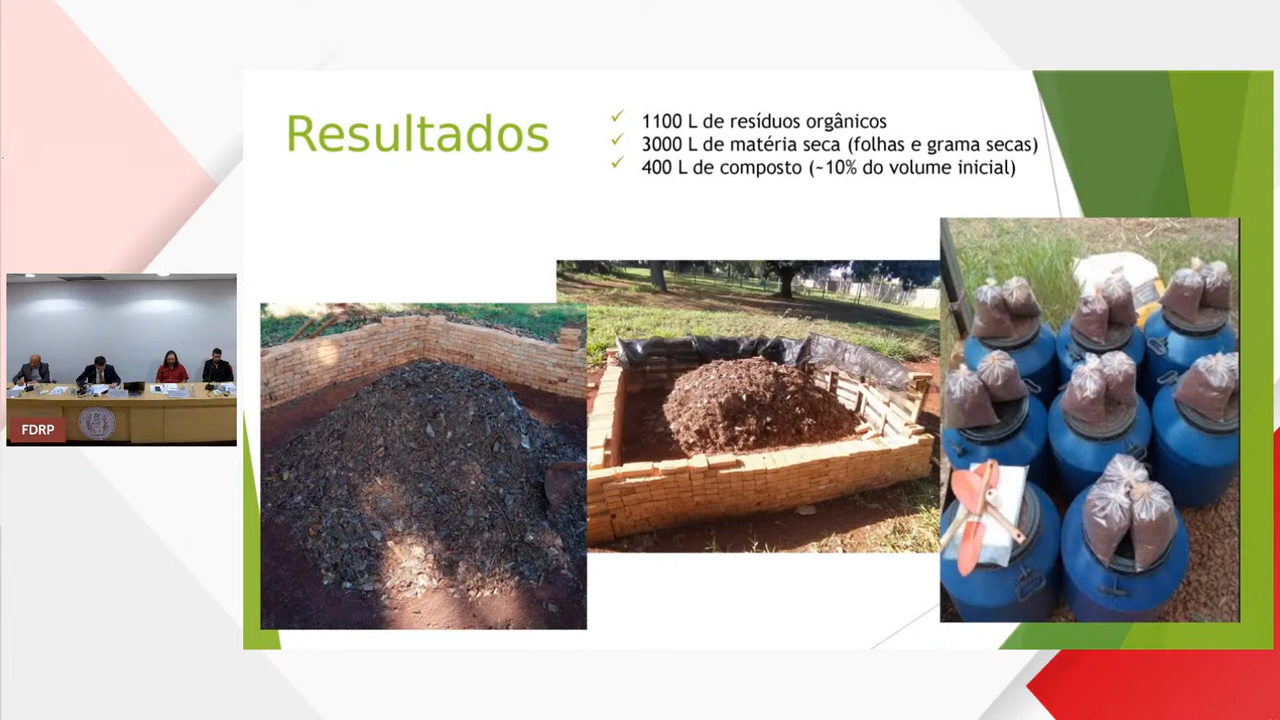 Resultados
1100 L de resíduos orgânicos
3000 L de matéria seca (folhas e grama secas)
400 L de composto (~10% do volume inicial)
FDRP